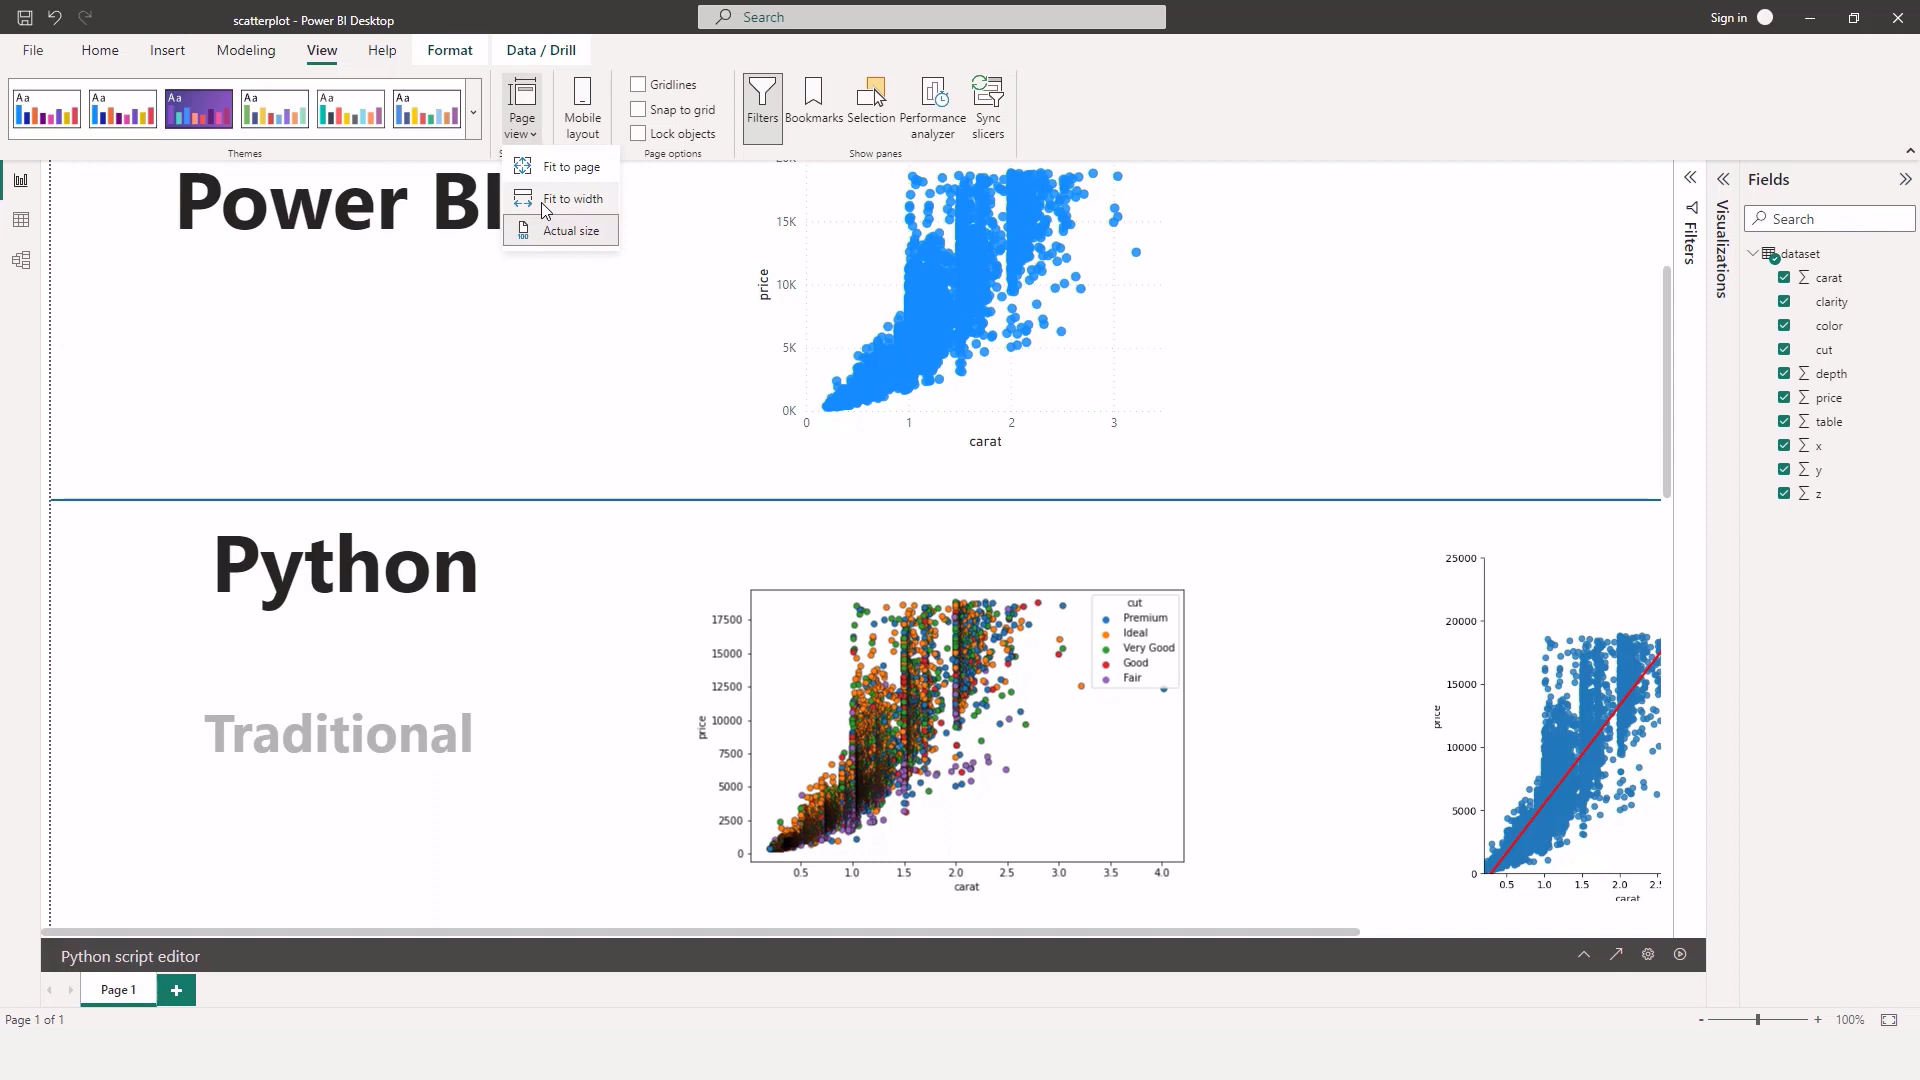 scatterplot - Power BI Desktop
Search
Sign in
File
Home
Insert
Modeling
View
Help
Format
Data / Drill
Aa
Aa
Aa
Aa
Aa
Aa
Themes
Page view
Mobile layout
Gridlines
Snap to grid
Lock objects
Page options
Filters
Bookmarks
Selection
Performance analyzer
Sync slicers
Show panes
Fit to page
Fit to width
Actual size
Power BI
15K
10K
5K
0K
price
0
1
2
3
carat
Python
Traditional
17500
15000
12500
10000
7500
5000
2500
0
price
0.5
1.0
1.5
2.0
2.5
3.0
3.5
4.0
carat
cut
Premium
Ideal
Very Good
Good
Fair
25000
20000
15000
10000
5000
0
price
0.5
1.0
1.5
2.0
2.5
carat
Filters
Visualizations
Fields
Search
dataset
carat
clarity
color
cut
depth
price
table
x
y
z
Python script editor
Page 1
Page 1 of 1
- + 100%